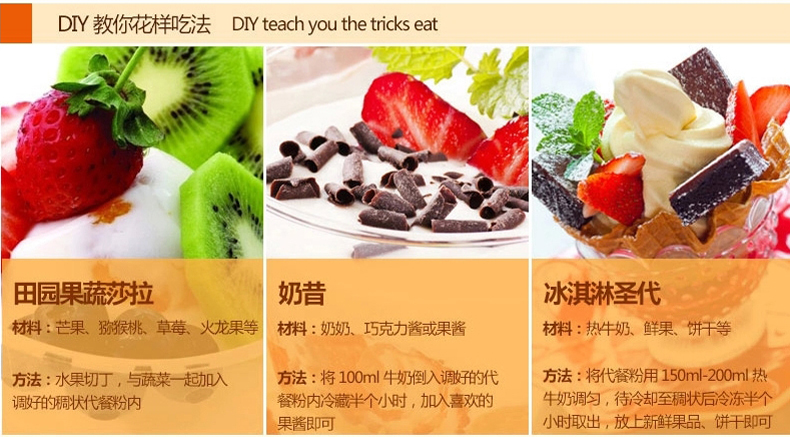 DIY 教你花样吃法 DIY teach you the tricks eat
田园果蔬莎拉
材料：芒果、猕猴桃、草莓、火龙果等
方法：水果切丁，与蔬菜一起加入
调好的稠状代餐粉内
奶昔
材料：奶奶、巧克力酱或果酱
方法：将 100ml 牛奶倒入调好的代
餐粉内冷藏半个小时，加入喜欢的
果酱即可
冰淇淋圣代
材料：热牛奶、鲜果、饼干等
方法：将代餐粉用 150ml-200ml 热
牛奶调匀，待冷却至稠状后冷冻半个
小时取出，放上新鲜果品、饼干即可